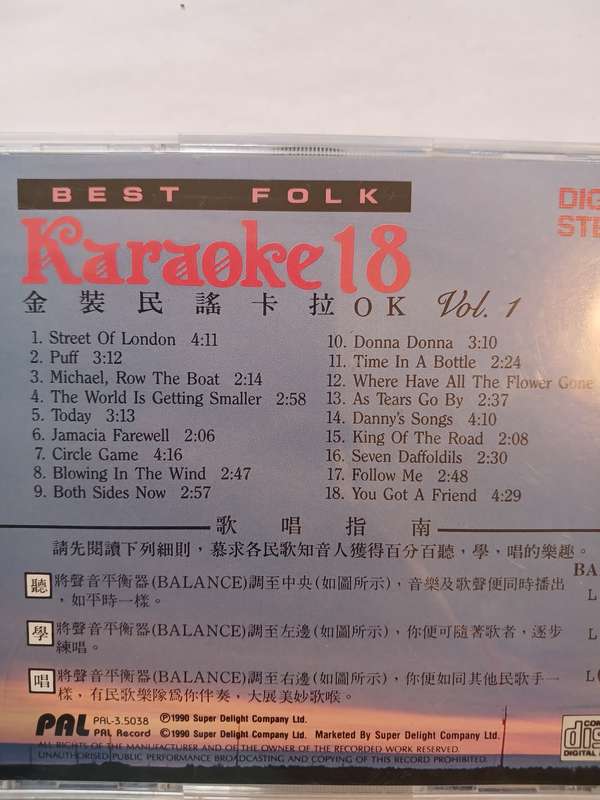 BEST FOLK
DIG
STE
Karaoke 18
金裝民謠卡拉OK Vol. 1
1. Street Of London 4:11
2. Puff 3:12
3. Michael, Row The Boat 2:14
4. The World Is Getting Smaller 2:58
5. Today 3:13
6. Jamacia Farewell 2:06
7. Circle Game 4:16
8. Blowing In The Wind 2:47
9. Both Sides Now 2:57
10. Donna Donna 3:10
11. Time In A Bottle 2:24
12. Where Have All The Flower Gone
13. As Tears Go By 2:37
14. Danny's Songs 4:10
15. King Of The Road 2:08
16. Seven Daffoldils 2:30
17. Follow Me 2:48
18. You Got A Friend 4:29
歌唱指南
請先閱讀下列細則，慕求各民歌知音人獲得百分百聽，學，唱的樂趣。
BA
聽 將聲音平衡器(BALANCE)調至中央(如圖所示)，音樂及歌聲便同時播出
，如平時一樣。
L
學 將聲音平衡器(BALANCE)調至左邊(如圖所示)，你便可隨著歌者，逐步
練唱。
L
唱 將聲音平衡器(BALANCE)調至右邊(如圖所示)，你便如同其他民歌手一
樣，有民歌樂隊爲你伴奏，大展美妙歌喉。
L
PAL PAL-3.5038 ℗1990 Super Delight Company Ltd.
PAL Record ©1990 Super Delight Company Ltd. Marketed By Super Delight Company Ltd.
ALL RIGHTS OF THE MANUFACTURER AND OF THE OWNER OF THE RECORDED WORK RESERVED.
UNAUTHORISED PUBLIC PERFORMANCE BROADCASTING AND COPYING OF THIS RECORD PROHIBITED.
COM
dis
DIGITAL A